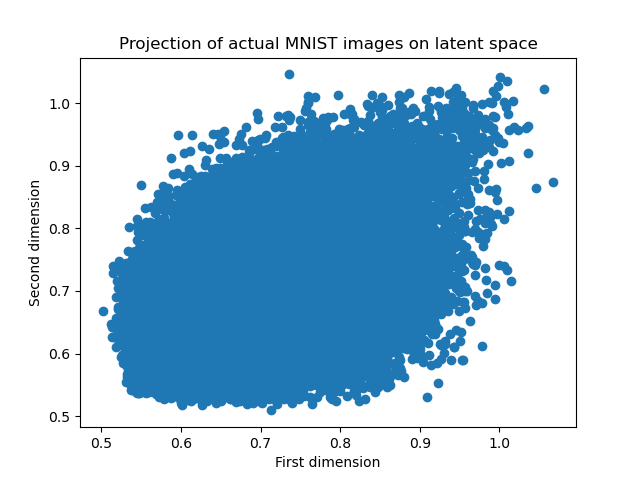 Projection of actual MNIST images on latent space
1.0
0.9
0.8
0.7
0.6
0.5
Second dimension
0.5 0.6 0.7 0.8 0.9 1.0
First dimension